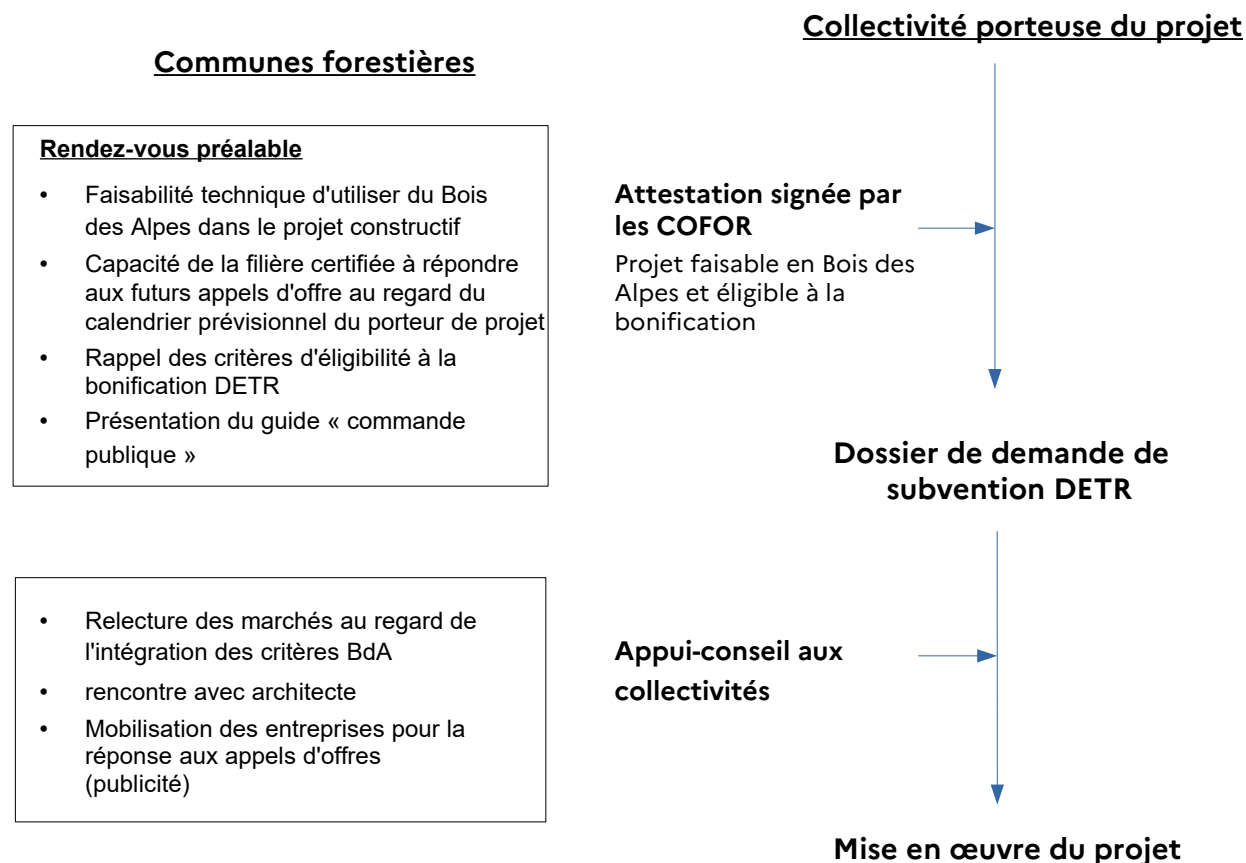 Collectivité porteuse du projet
Communes forestières
Rendez-vous préalable
• Faisabilité technique d'utiliser du Bois
des Alpes dans le projet constructif
• Capacité de la filière certifiée à répondre
aux futurs appels d'offre au regard du
calendrier prévisionnel du porteur de projet
• Rappel des critères d'éligibilité à la
bonification DETR
• Présentation du guide « commande
publique »
Attestation signée par
les COFOR
Projet faisable en Bois des
Alpes et éligible à la
bonification
Dossier de demande de
subvention DETR
• Relecture des marchés au regard de
l'intégration des critères BdA
• rencontre avec architecte
• Mobilisation des entreprises pour la
réponse aux appels d'offres
(publicité)
Appui-conseil aux
collectivités
Mise en œuvre du projet